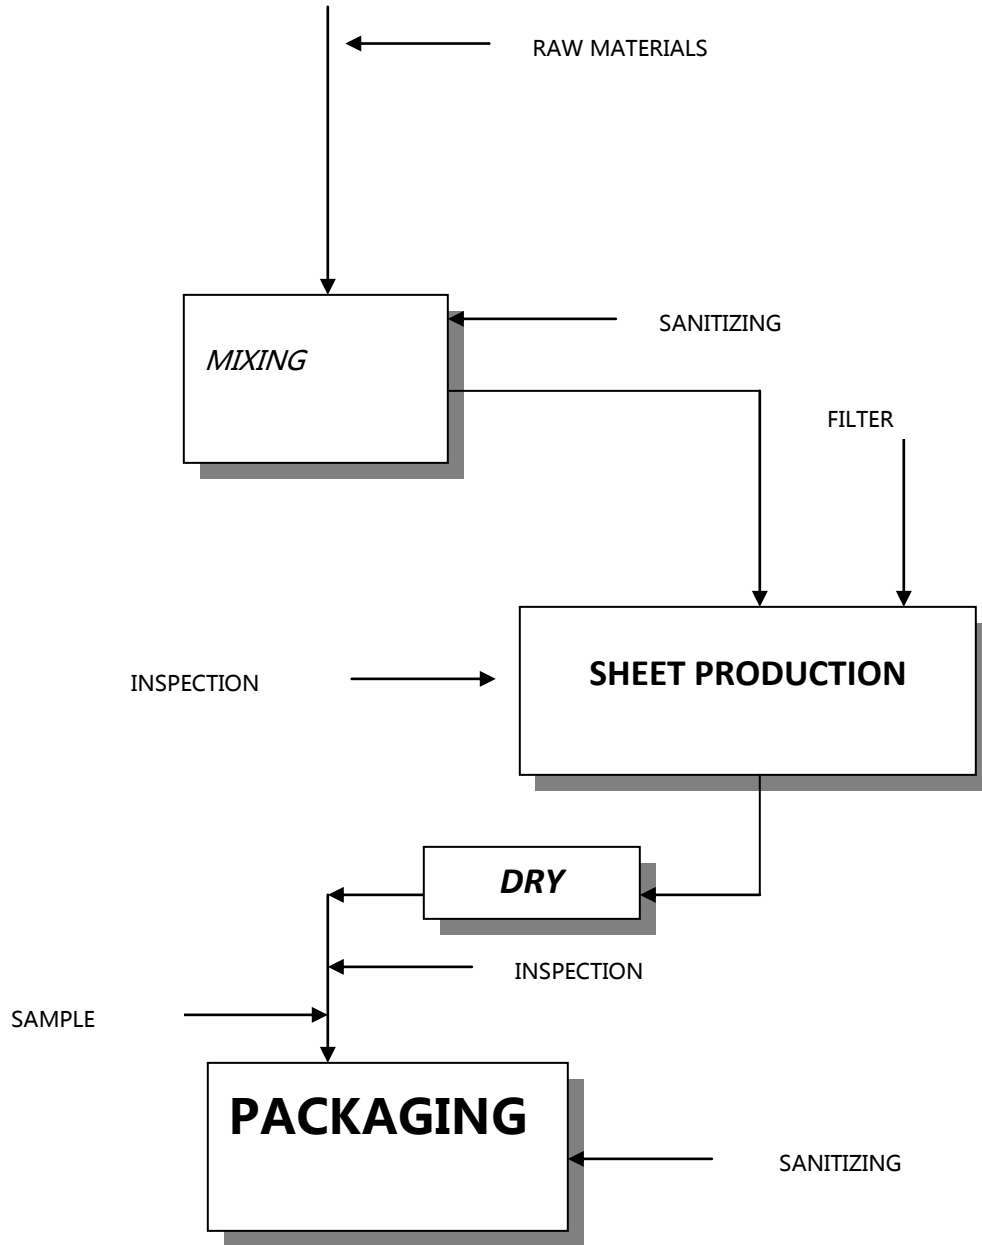 RAW MATERIALS
SANITIZING
MIXING
FILTER
SHEET PRODUCTION
INSPECTION
DRY
INSPECTION
SAMPLE
PACKAGING
SANITIZING